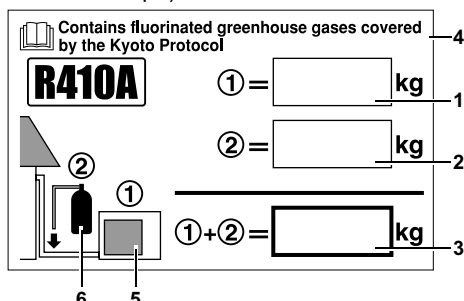 Contains fluorinated greenhouse gases covered
by the Kyoto Protocol
4
R410A
①=
kg
1
②=
kg
2
②
①
①+②=
kg
3
6
5